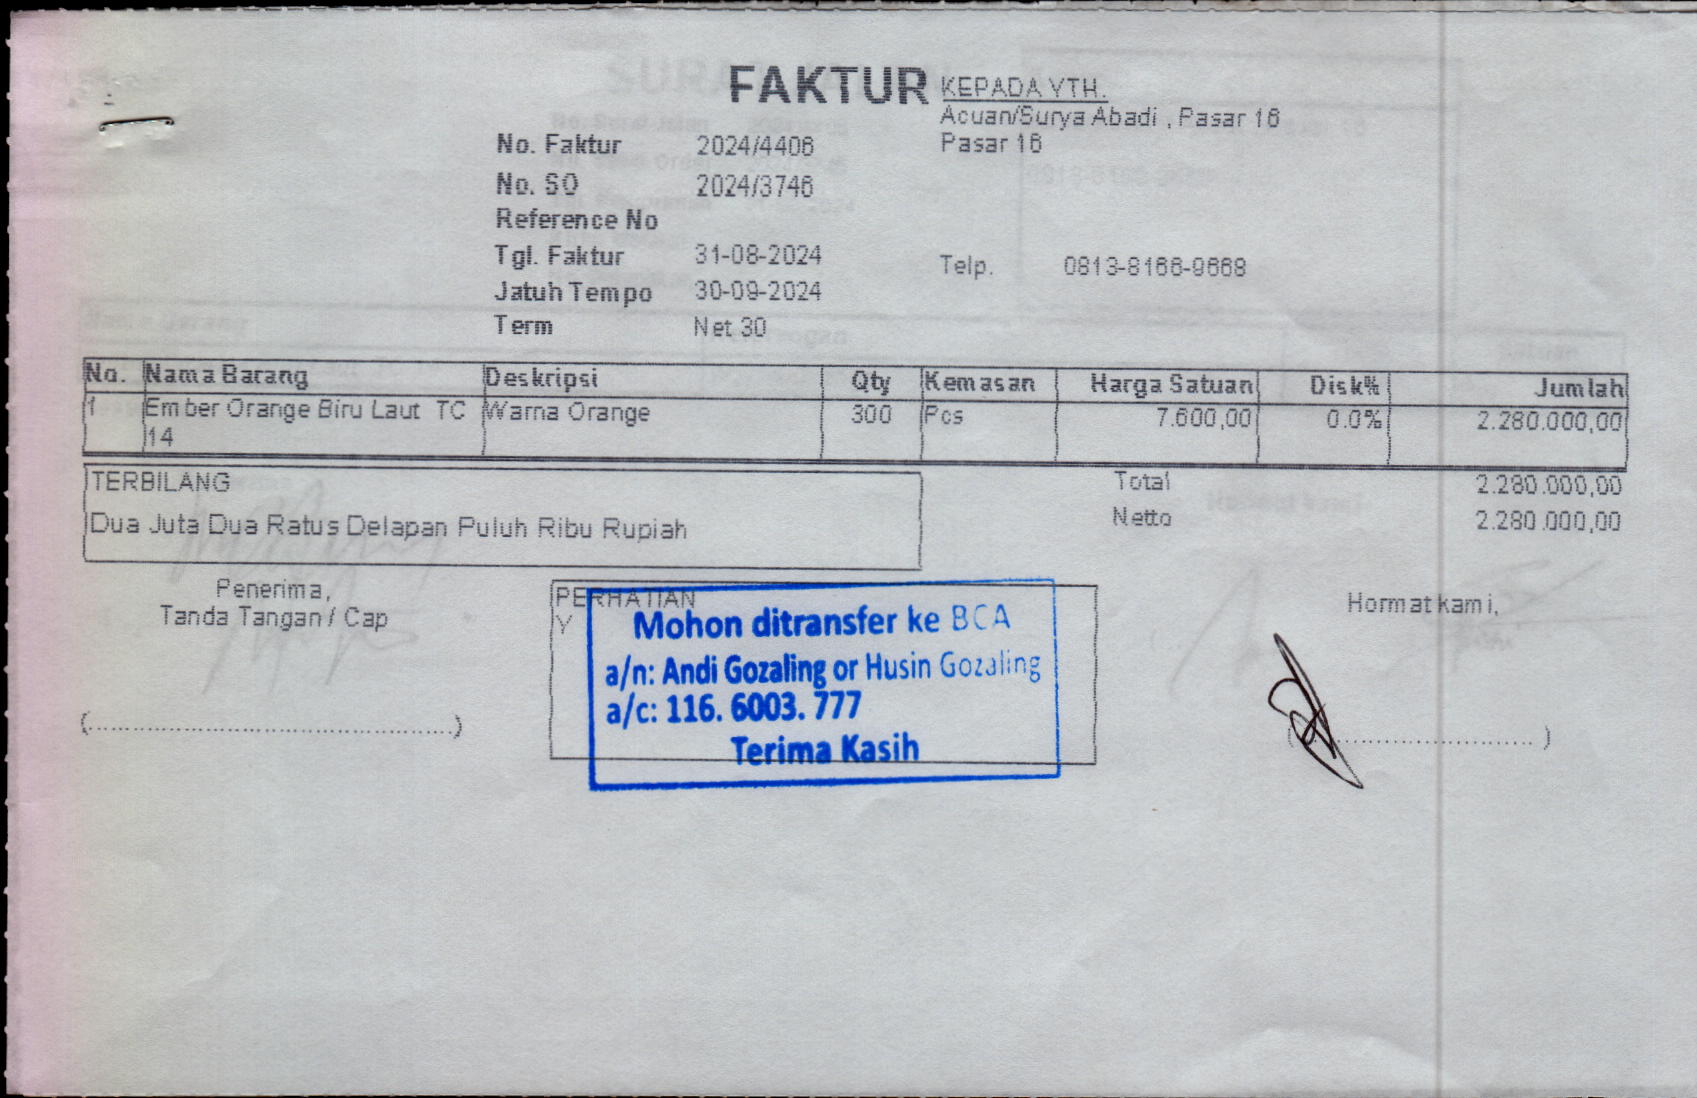 FAKTUR
KEPADA YTH.
Acuan/Surya Abadi , Pasar 16
Pasar 16
No. Faktur 2024/4406
No. SO 2024/3746
Reference No
Tgl. Faktur 31-08-2024
Jatuh Tempo 30-09-2024
Term Net 30
Telp. 0813-8166-9668
No. Nama Barang Deskripsi Qty Kemasan Harga Satuan Disk% Jumlah
1 Ember Orange Biru Laut TC Warna Orange 300 Pcs 7.600,00 0.0% 2.280.000,00
14
TERBILANG
Dua Juta Dua Ratus Delapan Puluh Ribu Rupiah
Total 2.280.000,00
Netto 2.280.000,00
Penerima,
Tanda Tangan / Cap
(..................................................)
PERHATIAN
Y
Mohon ditransfer ke BCA
a/n: Andi Gozaling or Husin Gozaling
a/c: 116. 6003. 777
Terima Kasih
Hormat kami,
(..................................)